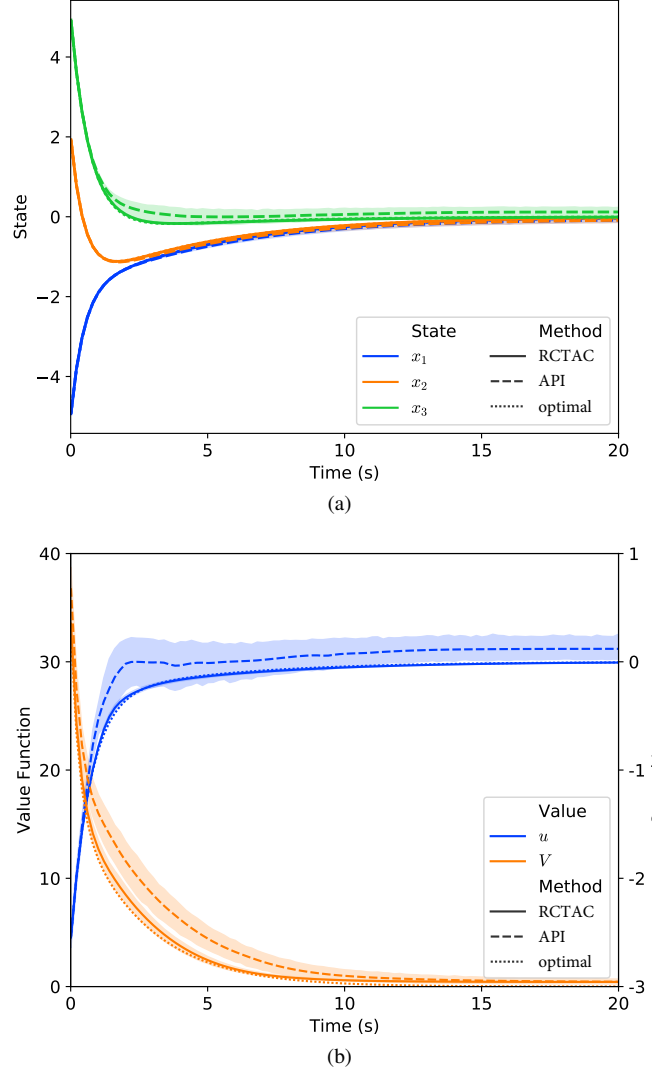 4
2
0
−2
−4
State
State Method
x₁ RCTAC
x₂ API
x₃ optimal
0 5 10 15 20
Time (s)
(a)
40
30
20
10
0
Value Function
1
0
-1
-2
-3
Value
u
V
Method
RCTAC
API
optimal
0 5 10 15 20
Time (s)
(b)